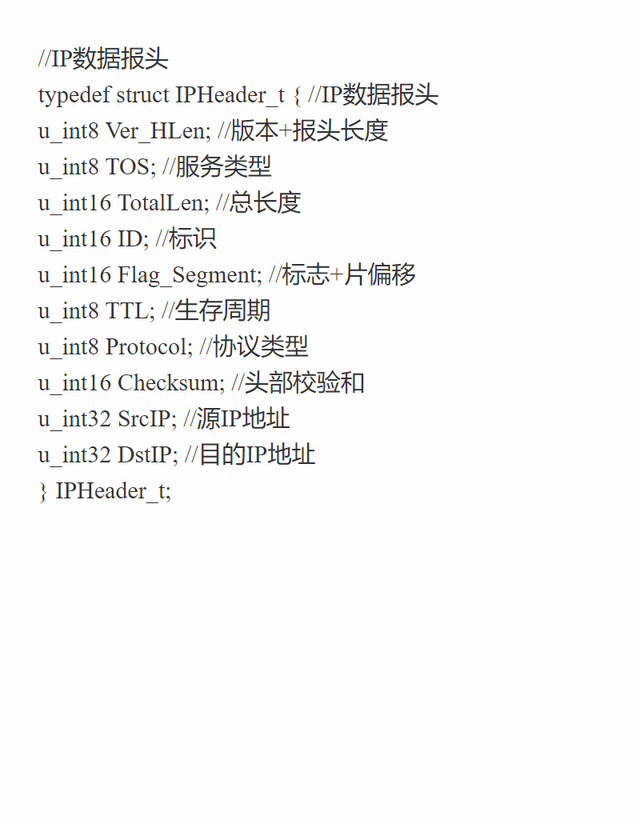 //IP数据报头
typedef struct IPHeader_t { //IP数据报头
u_int8 Ver_HLen; //版本+报头长度
u_int8 TOS; //服务类型
u_int16 TotalLen; //总长度
u_int16 ID; //标识
u_int16 Flag_Segment; //标志+片偏移
u_int8 TTL; //生存周期
u_int8 Protocol; //协议类型
u_int16 Checksum; //头部校验和
u_int32 SrcIP; //源IP地址
u_int32 DstIP; //目的IP地址
} IPHeader_t;